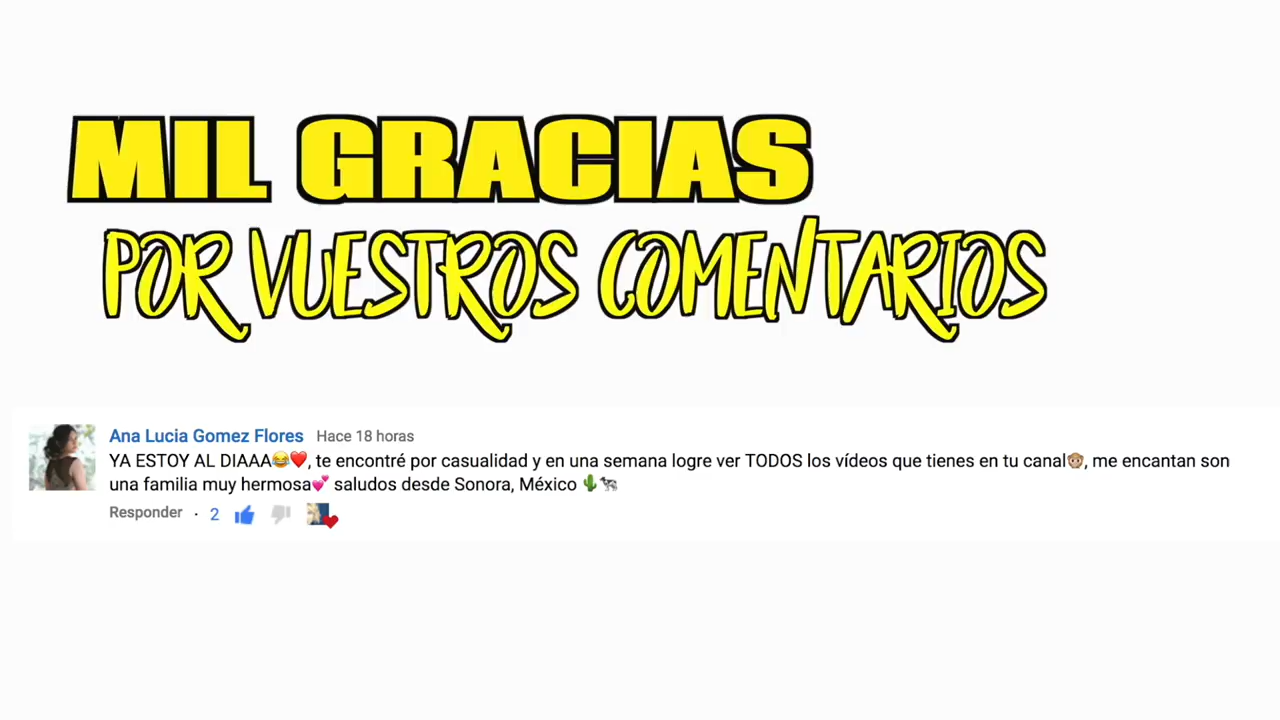 MIL GRACIAS
POR VUESTROS COMENTARIOS
Ana Lucia Gomez Flores Hace 18 horas
YA ESTOY AL DIAAA😂❤️, te encontré por casualidad y en una semana logre ver TODOS los vídeos que tienes en tu canal🙊, me encantan son
una familia muy hermosa💕 saludos desde Sonora, México 🌵🐄
Responder · 2